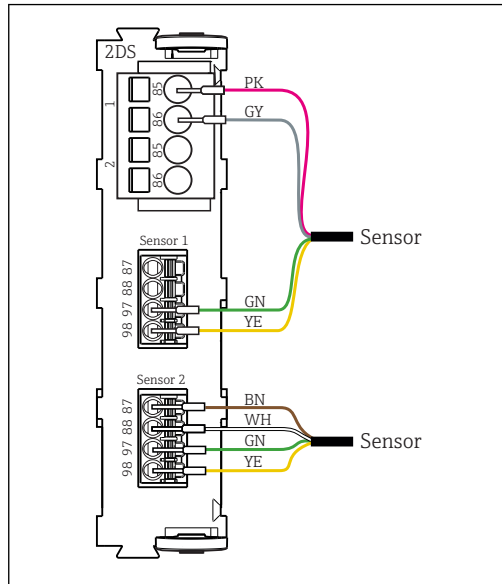 2DS
PK
85
1
GY
86
85
2
86
Sensor
Sensor 1
87
88
97
GN
98
YE
Sensor 2
BN
87
WH
88
Sensor
GN
97
YE
98